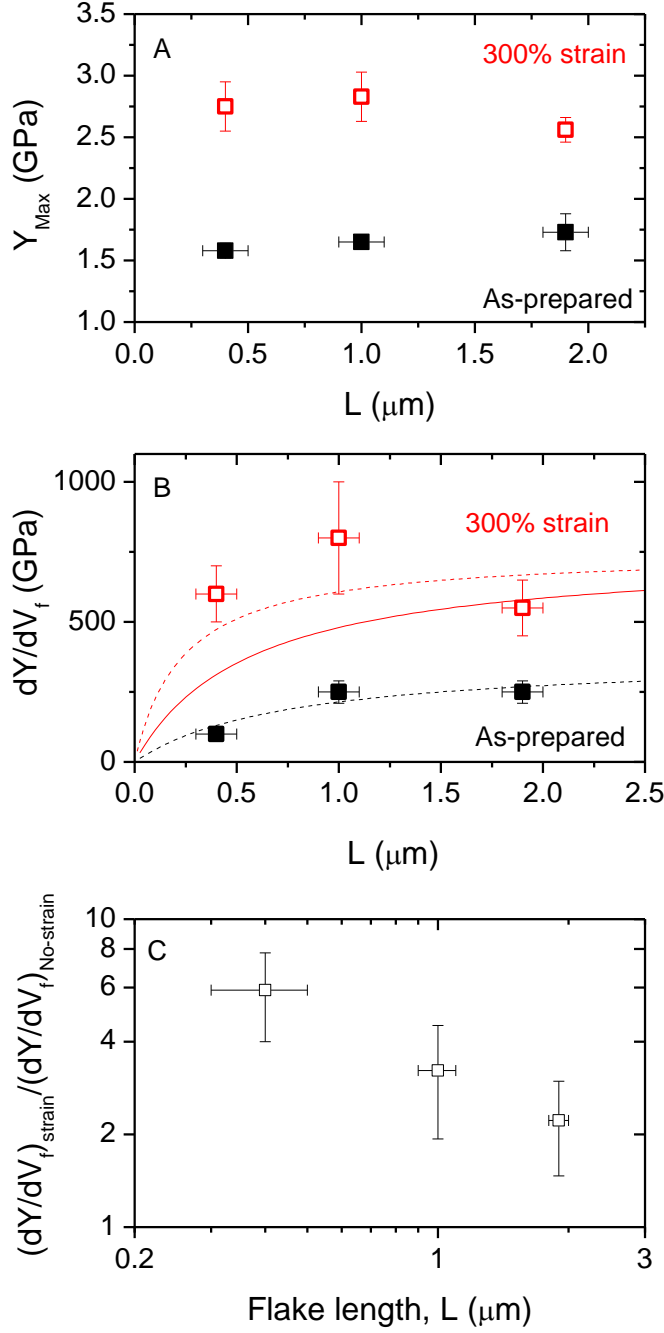 A
300% strain
As-prepared
3.5
3.0
2.5
2.0
1.5
1.0
Y_Max (GPa)
0.0 0.5 1.0 1.5 2.0
L (μm)
B
300% strain
As-prepared
1000
500
0
dY/dV_f (GPa)
0.0 0.5 1.0 1.5 2.0 2.5
L (μm)
C
10
8
6
4
2
1
(dY/dV_f)_strain/(dY/dV_f)_No-strain
0.2 1 3
Flake length, L (μm)